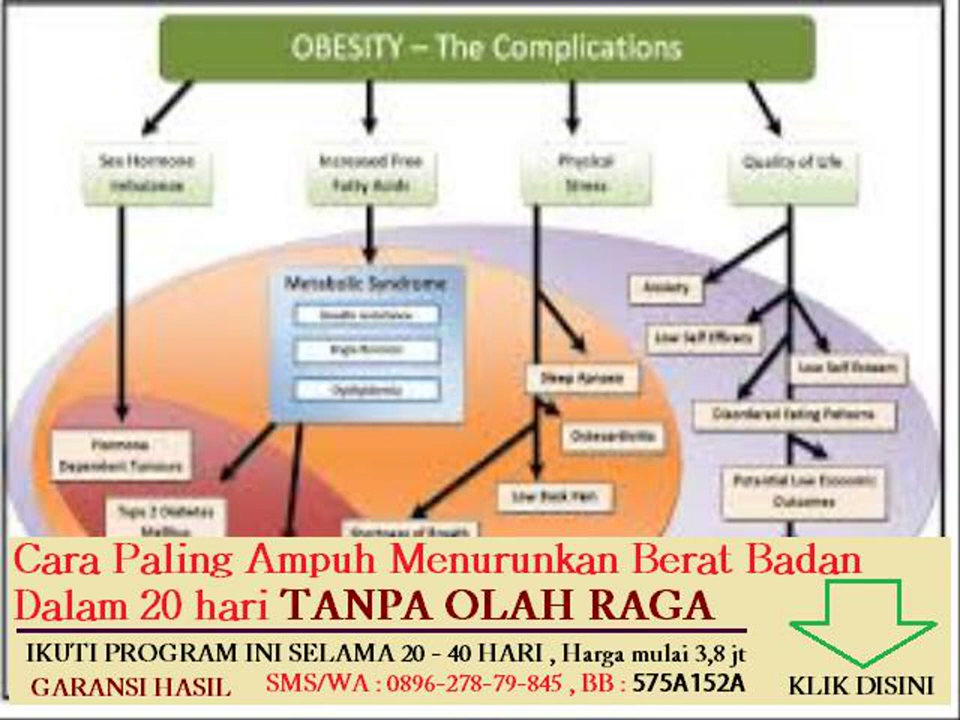 OBESITY – The Complications
Sex Hormone
Imbalance
Increased Free
Fatty Acids
Physical
Stress
Quality of Life
Metabolic Syndrome
Anxiety
Low Self Efficacy
Low Self Esteem
Sleep Apnoea
Disordered Eating Patterns
Osteoarthritis
Hormone
Dependent Tumours
Low Back Pain
Potential Low Economic
Outcomes
Type 2 Diabetes
Mellitus
Shortness of Breath
Cara Paling Ampuh Menurunkan Berat Badan
Dalam 20 hari TANPA OLAH RAGA
IKUTI PROGRAM INI SELAMA 20 - 40 HARI , Harga mulai 3,8 jt
GARANSI HASIL SMS/WA : 0896-278-79-845 , BB : 575A152A
KLIK DISINI